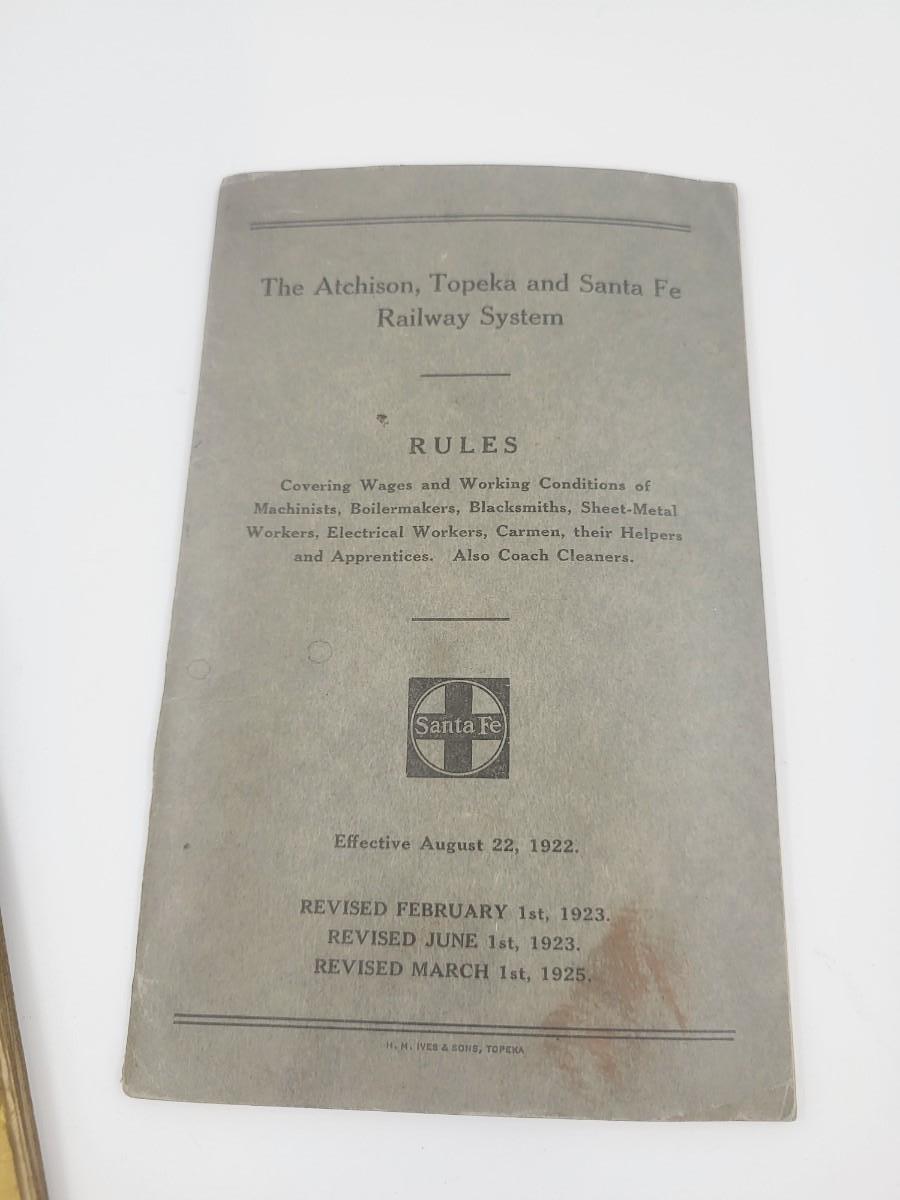 The Atchison, Topeka and Santa Fe
Railway System
RULES
Covering Wages and Working Conditions of
Machinists, Boilermakers, Blacksmiths, Sheet-Metal
Workers, Electrical Workers, Carmen, their Helpers
and Apprentices. Also Coach Cleaners.
Santa Fe
Effective August 22, 1922.
REVISED FEBRUARY 1st, 1923.
REVISED JUNE 1st, 1923.
REVISED MARCH 1st, 1925.
H. M. IVES & SONS, TOPEKA